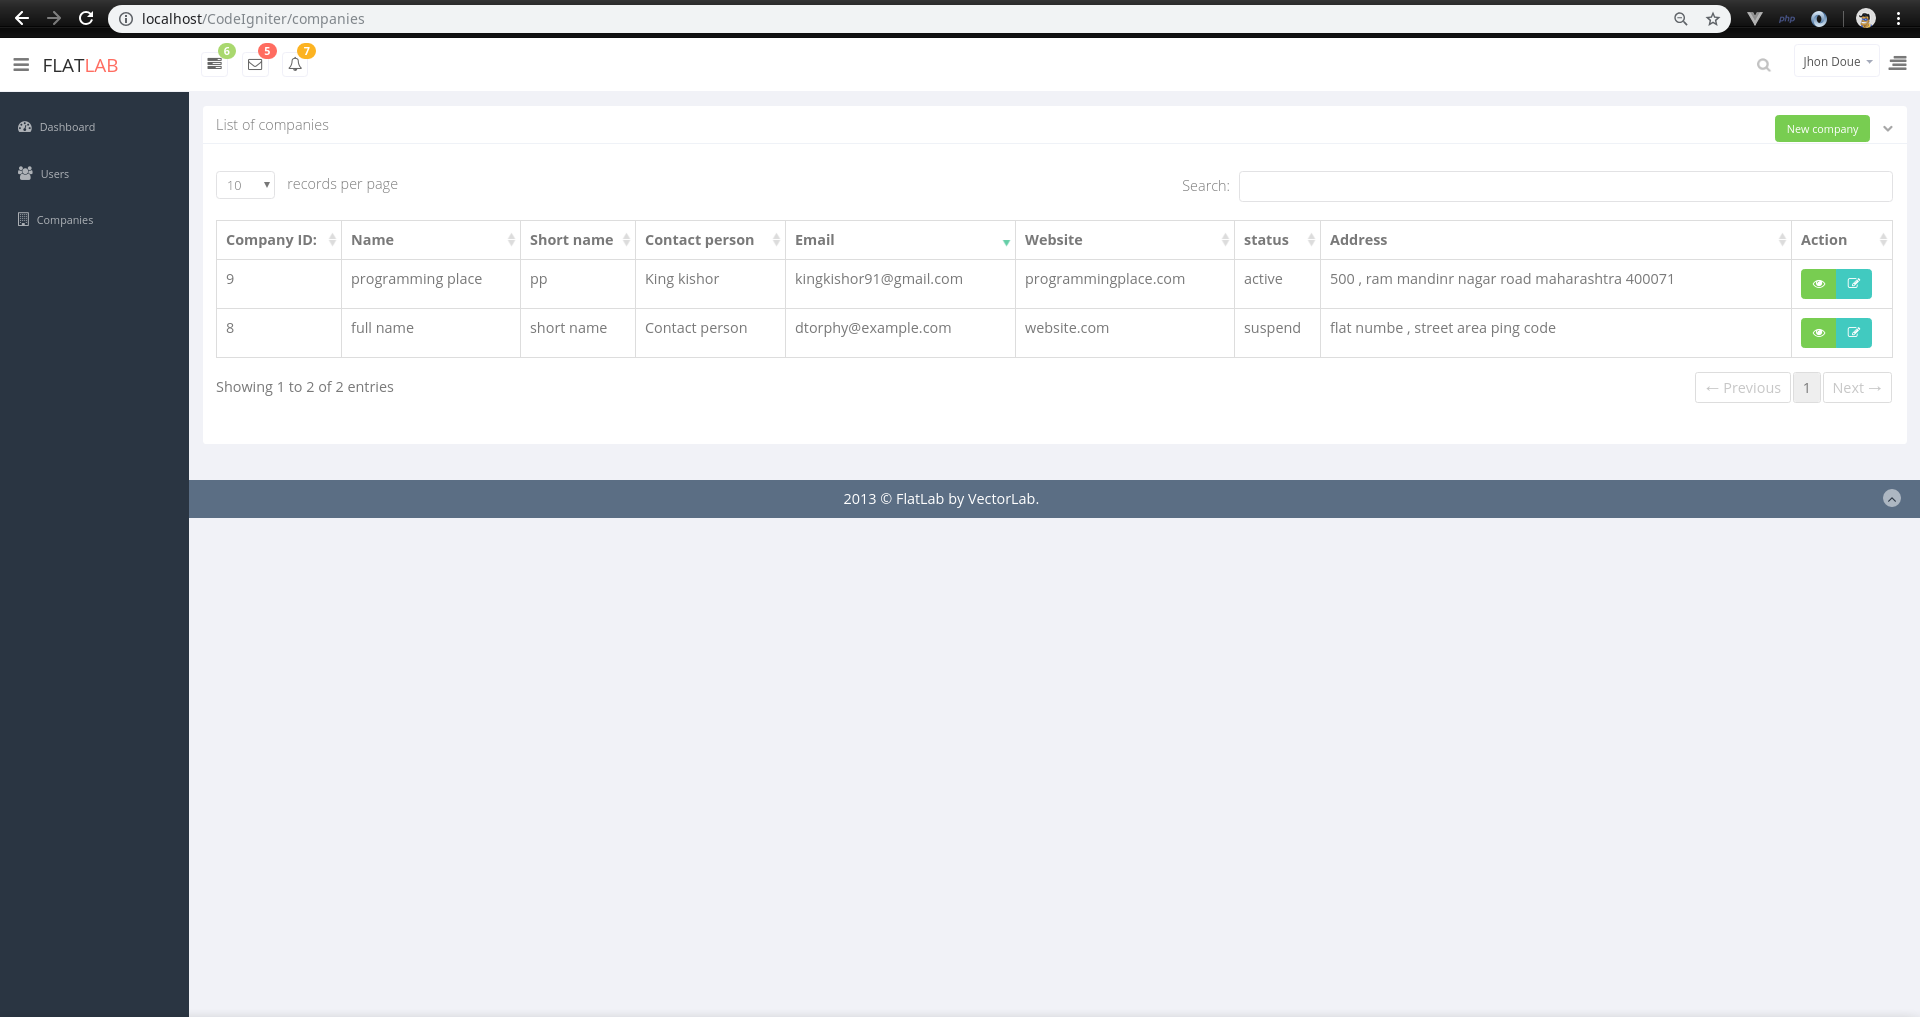 localhost/CodeIgniter/companies
php
FLATLAB 6 5 7 Jhon Doue
Dashboard
Users
Companies
List of companies New company
10 records per page Search:
Company ID: Name Short name Contact person Email Website status Address Action
9 programming place pp King kishor kingkishor91@gmail.com programmingplace.com active 500 , ram mandinr nagar road maharashtra 400071
8 full name short name Contact person dtorphy@example.com website.com suspend flat numbe , street area ping code
Showing 1 to 2 of 2 entries ← Previous 1 Next →
2013 © FlatLab by VectorLab.